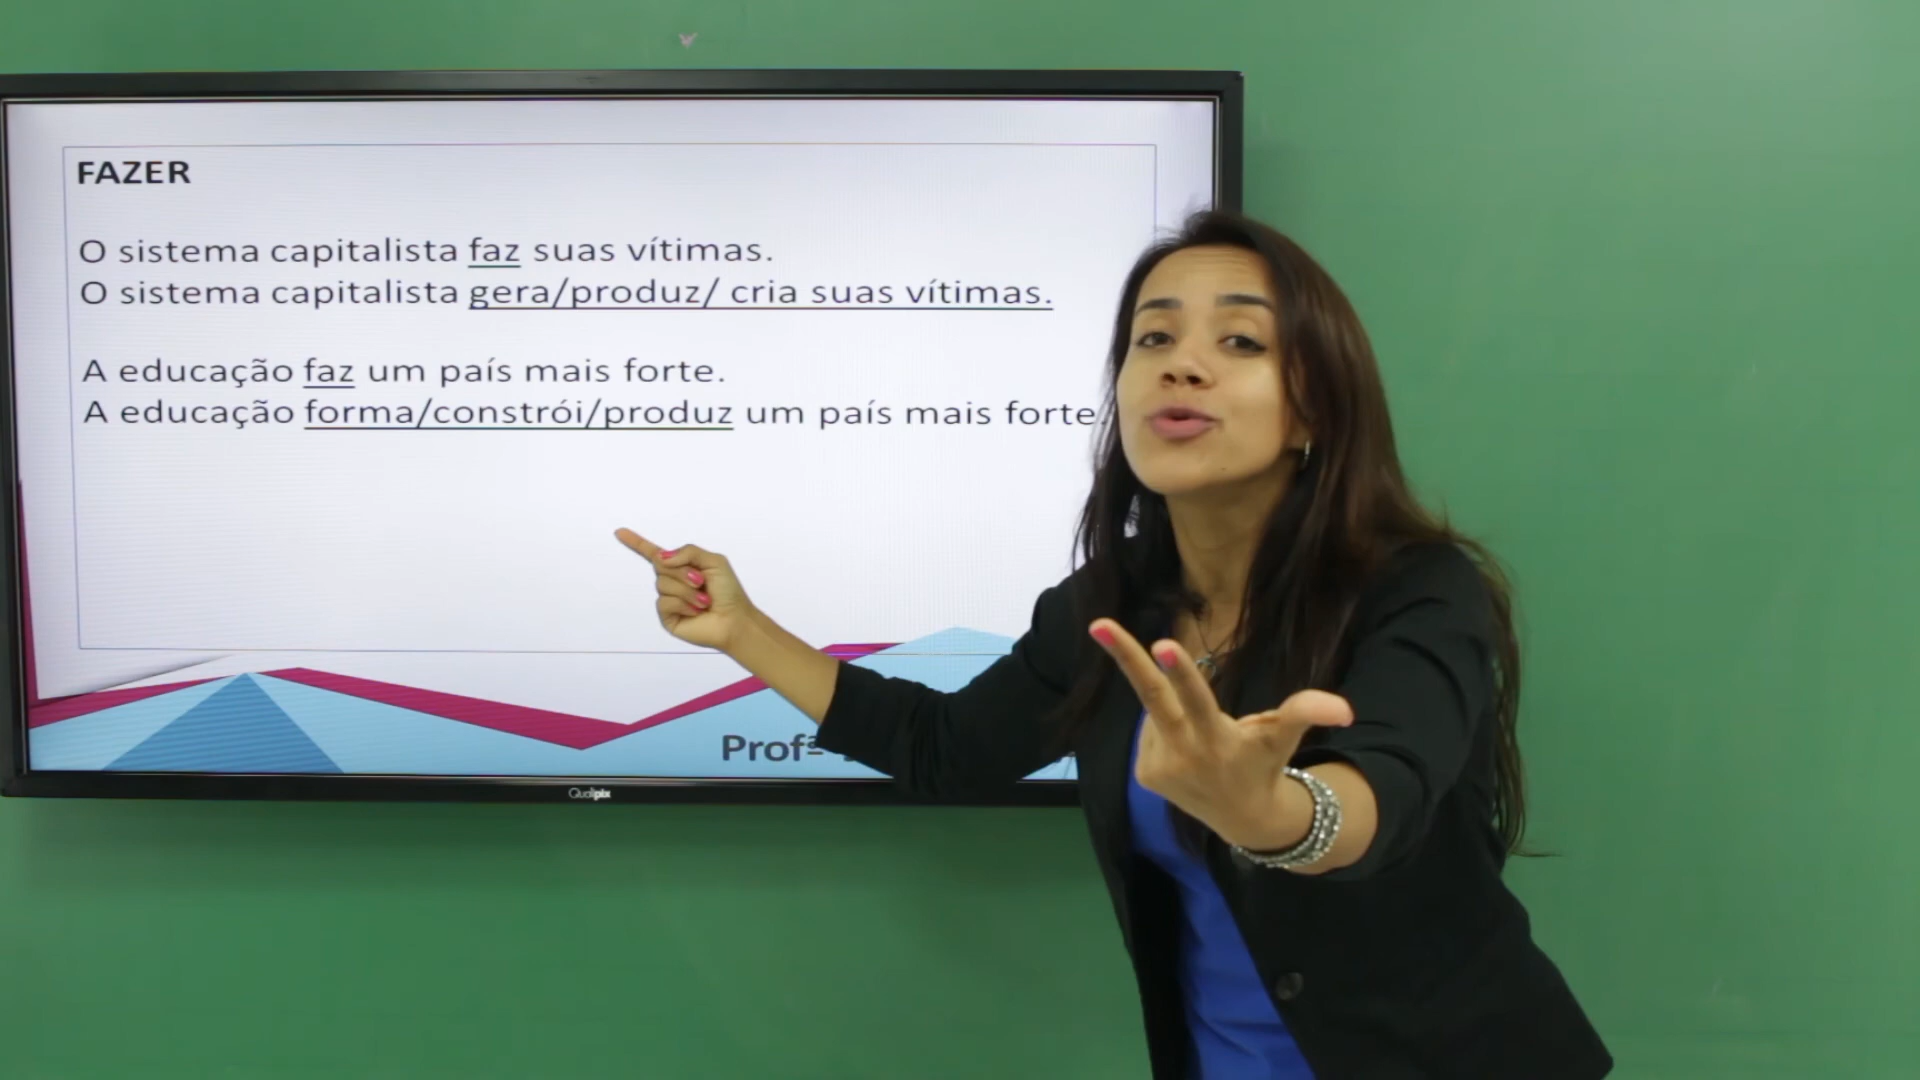 FAZER
O sistema capitalista faz suas vítimas.
O sistema capitalista gera/produz/ cria suas vítimas.
A educação faz um país mais forte.
A educação forma/constrói/produz um país mais forte.
Profª
Qualipix